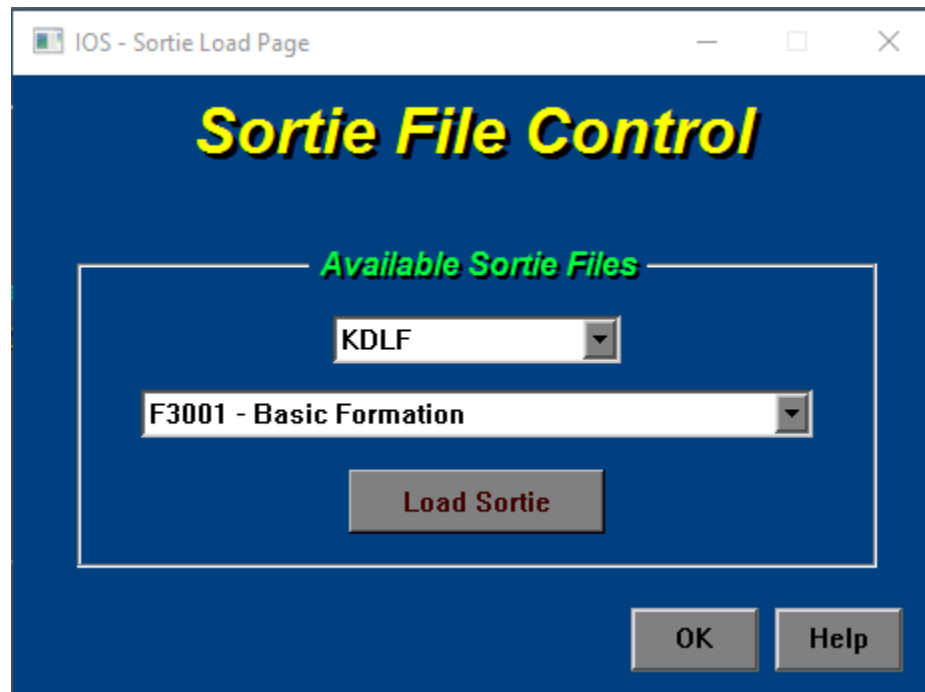 IOS - Sortie Load Page
Sortie File Control
Available Sortie Files
KDLF
F3001 - Basic Formation
Load Sortie
OK Help